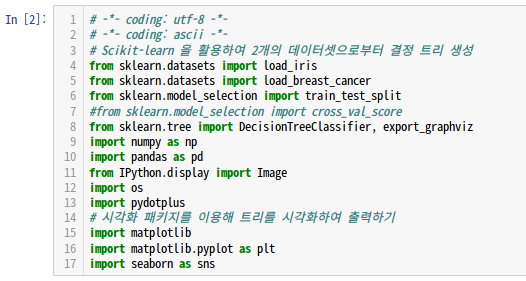 In [2]:
1 # -*- coding: utf-8 -*-
2 # -*- coding: ascii -*-
3 # Scikit-learn 을 활용하여 2개의 데이터셋으로부터 결정 트리 생성
4 from sklearn.datasets import load_iris
5 from sklearn.datasets import load_breast_cancer
6 from sklearn.model_selection import train_test_split
7 #from sklearn.model_selection import cross_val_score
8 from sklearn.tree import DecisionTreeClassifier, export_graphviz
9 import numpy as np
10 import pandas as pd
11 from IPython.display import Image
12 import os
13 import pydotplus
14 # 시각화 패키지를 이용해 트리를 시각화하여 출력하기
15 import matplotlib
16 import matplotlib.pyplot as plt
17 import seaborn as sns